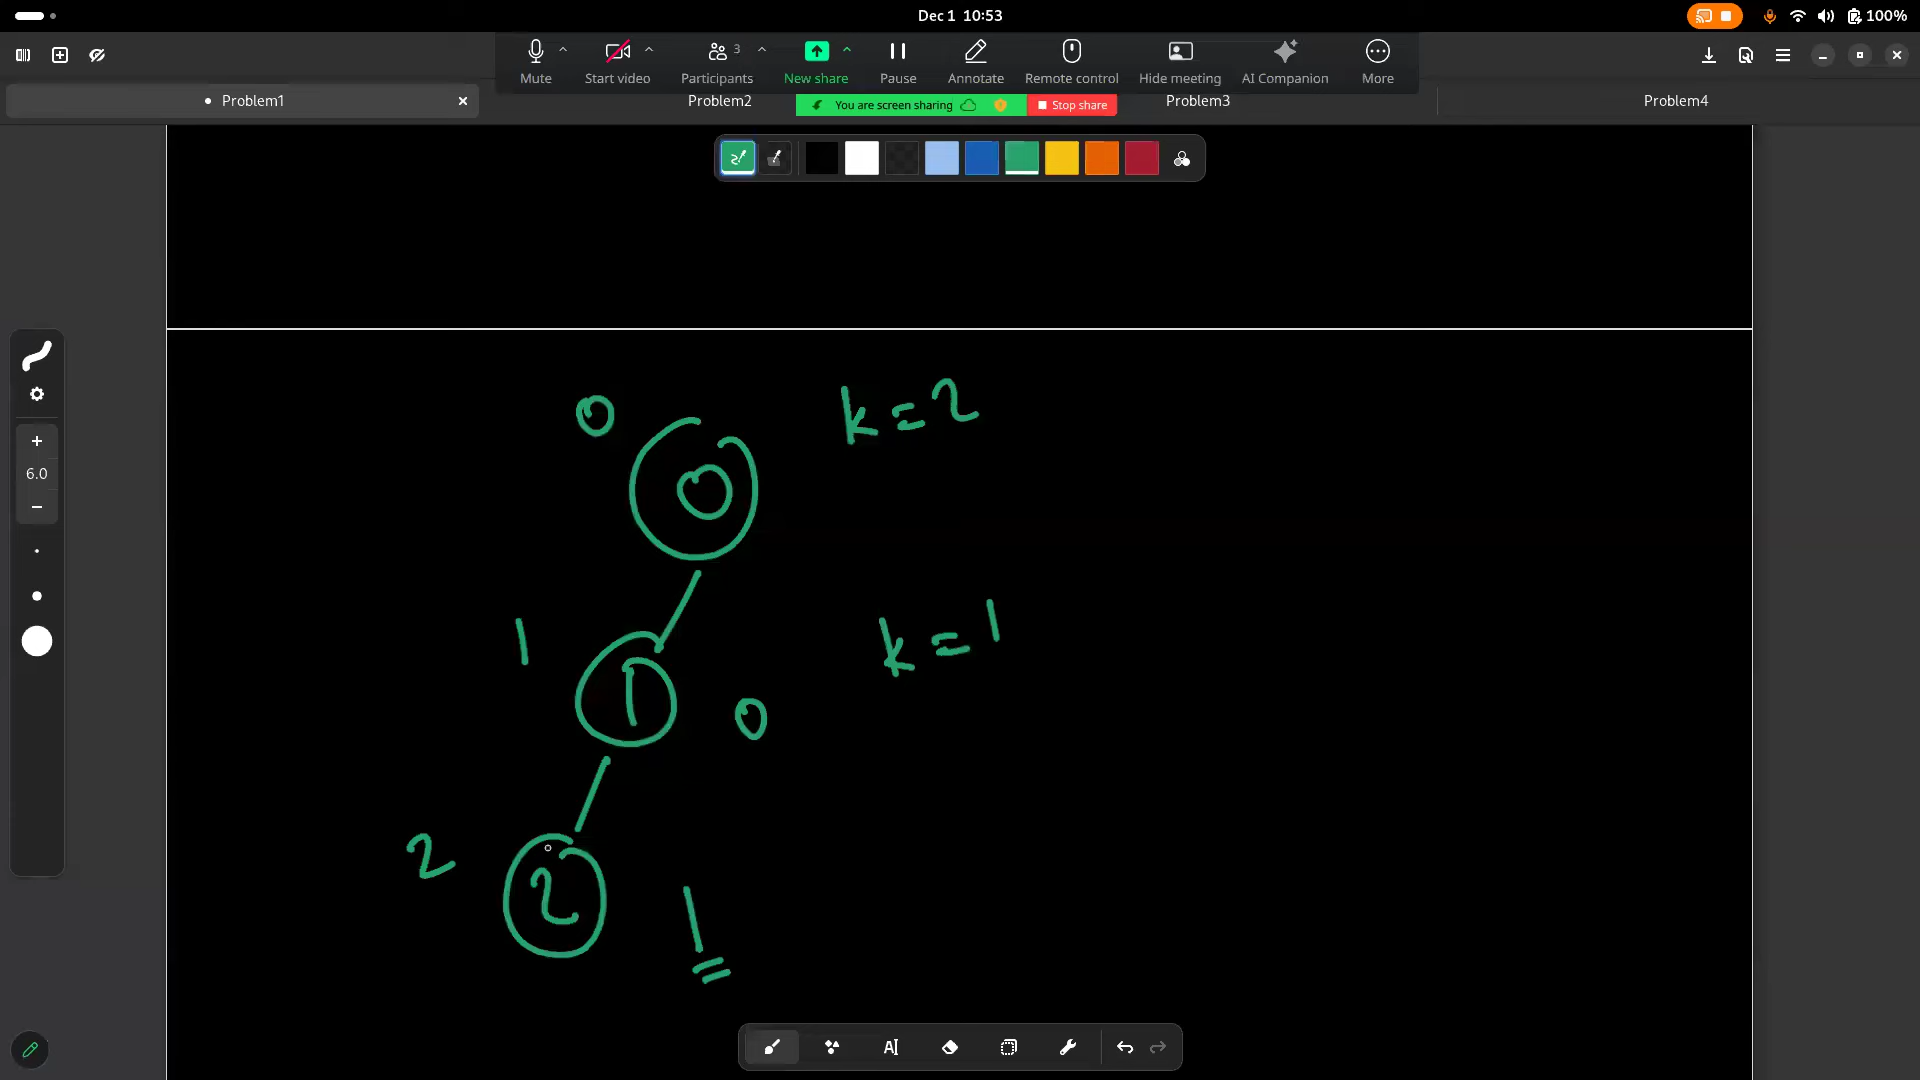 Dec 1 10:53
100%
Mute
Start video
Participants
3
New share
Pause
Annotate
Remote control
Hide meeting
AI Companion
More
Problem1
Problem2
You are screen sharing
Stop share
Problem3
Problem4
6.0
0
k = 2
0
1
k = 1
1
0
2
2
1